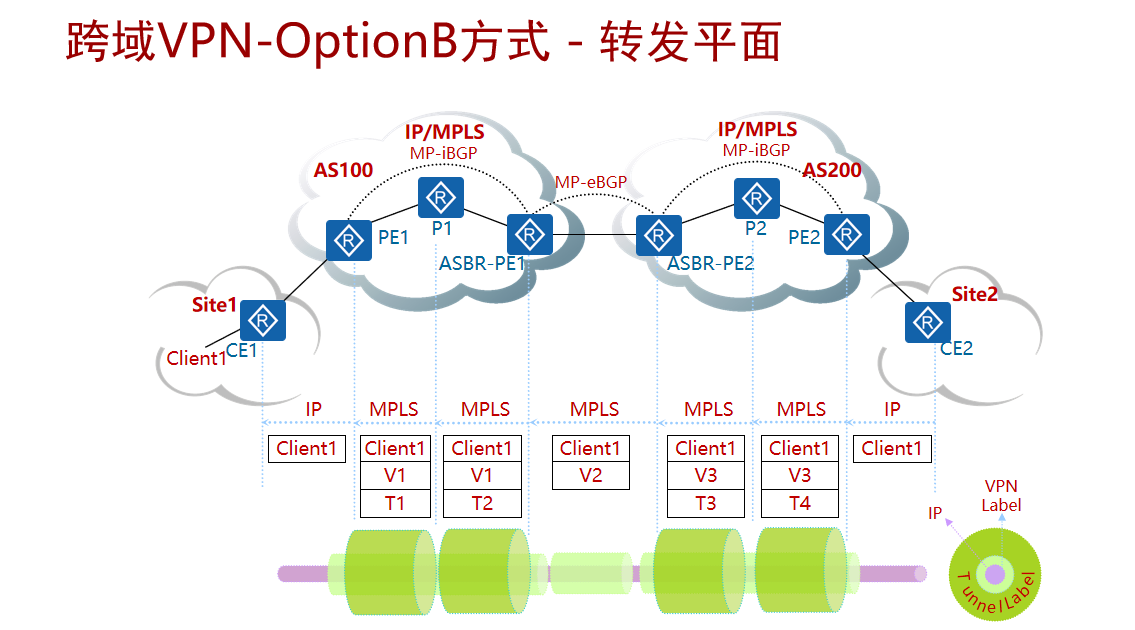 跨域VPN-OptionB方式 - 转发平面
IP/MPLS
MP-iBGP
IP/MPLS
MP-iBGP
AS100
AS200
MP-eBGP
R
R
R
R
R
R
PE1
P1
ASBR-PE1
ASBR-PE2
P2
PE2
Site1
R
CE1
Client1
Site2
R
CE2
IP
MPLS
MPLS
MPLS
MPLS
MPLS
IP
Client1
Client1
Client1
Client1
Client1
Client1
Client1
V1
V1
V2
V3
V3
T1
T2
T3
T4
VPN
Label
IP
Tunnel Label